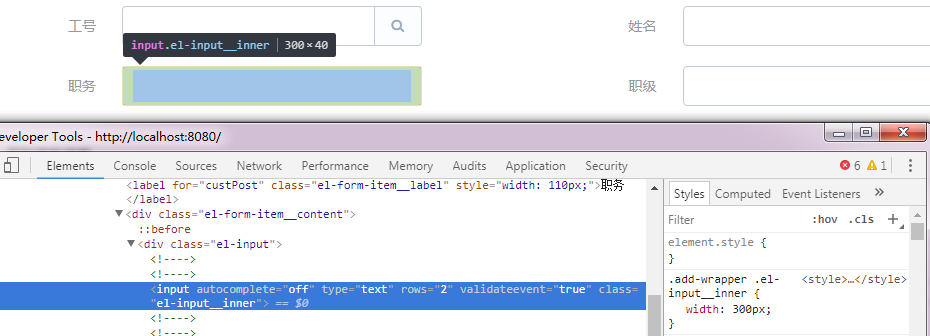 工号 姓名
input.el-input__inner 300×40
职务 职级
eveloper Tools - http://localhost:8080/
Elements Console Sources Network Performance Memory Audits Application Security 6 1
<label for="custPost" class="el-form-item__label" style="width: 110px;">职务
</label>
<div class="el-form-item__content">
::before
<div class="el-input">
<!---->
<!---->
<input autocomplete="off" type="text" rows="2" validateevent="true" class=
"el-input__inner"> == $0
<!---->
<!---->
Styles Computed Event Listeners »
Filter :hov .cls +
element.style {
}
.add-wrapper .el- <style>…</style>
input__inner {
width: 300px;
}